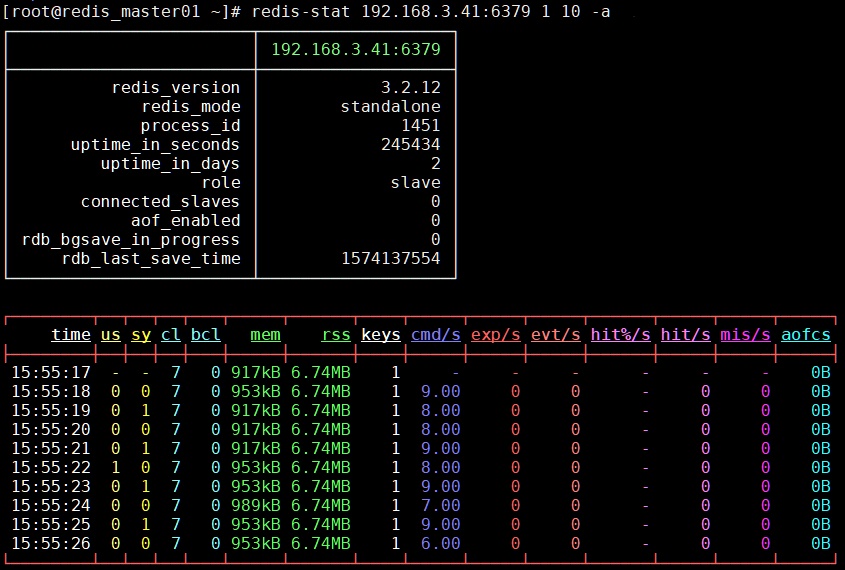 [root@redis_master01 ~]# redis-stat 192.168.3.41:6379 1 10 -a
192.168.3.41:6379
redis_version 3.2.12
redis_mode standalone
process_id 1451
uptime_in_seconds 245434
uptime_in_days 2
role slave
connected_slaves 0
aof_enabled 0
rdb_bgsave_in_progress 0
rdb_last_save_time 1574137554
time us sy cl bcl mem rss keys cmd/s exp/s evt/s hit%/s hit/s mis/s aofcs
15:55:17 - - 7 0 917kB 6.74MB 1 - - - - - - 0B
15:55:18 0 0 7 0 953kB 6.74MB 1 9.00 0 0 - 0 0 0B
15:55:19 0 1 7 0 917kB 6.74MB 1 8.00 0 0 - 0 0 0B
15:55:20 0 0 7 0 917kB 6.74MB 1 8.00 0 0 - 0 0 0B
15:55:21 0 1 7 0 917kB 6.74MB 1 9.00 0 0 - 0 0 0B
15:55:22 1 0 7 0 953kB 6.74MB 1 8.00 0 0 - 0 0 0B
15:55:23 0 1 7 0 953kB 6.74MB 1 9.00 0 0 - 0 0 0B
15:55:24 0 0 7 0 989kB 6.74MB 1 7.00 0 0 - 0 0 0B
15:55:25 0 1 7 0 953kB 6.74MB 1 9.00 0 0 - 0 0 0B
15:55:26 0 0 7 0 953kB 6.74MB 1 6.00 0 0 - 0 0 0B